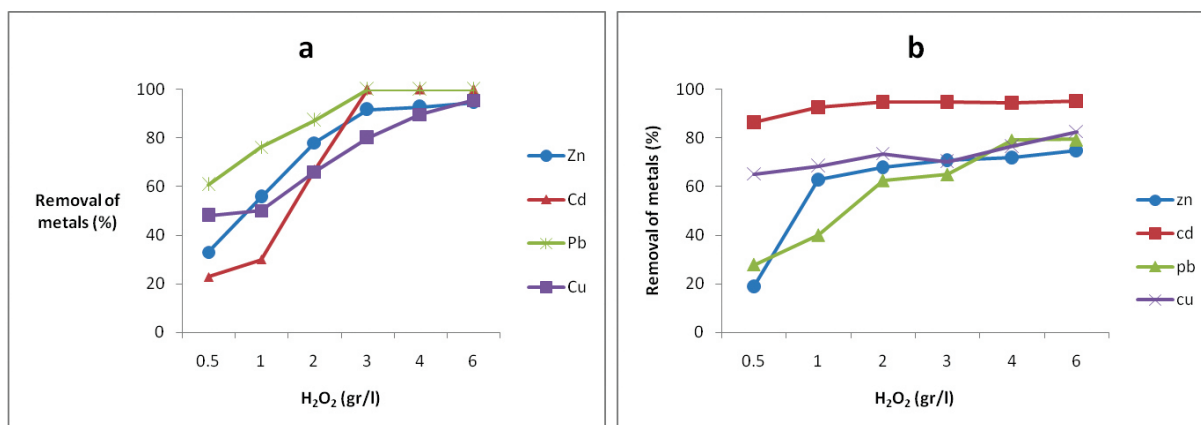 a
100
80
60
40
20
0
Removal of
metals (%)
0.5 1 2 3 4 6
H₂O₂ (gr/l)
Zn
Cd
Pb
Cu
b
100
80
60
40
20
0
Removal of metals (%)
0.5 1 2 3 4 6
H₂O₂ (gr/l)
zn
cd
pb
cu